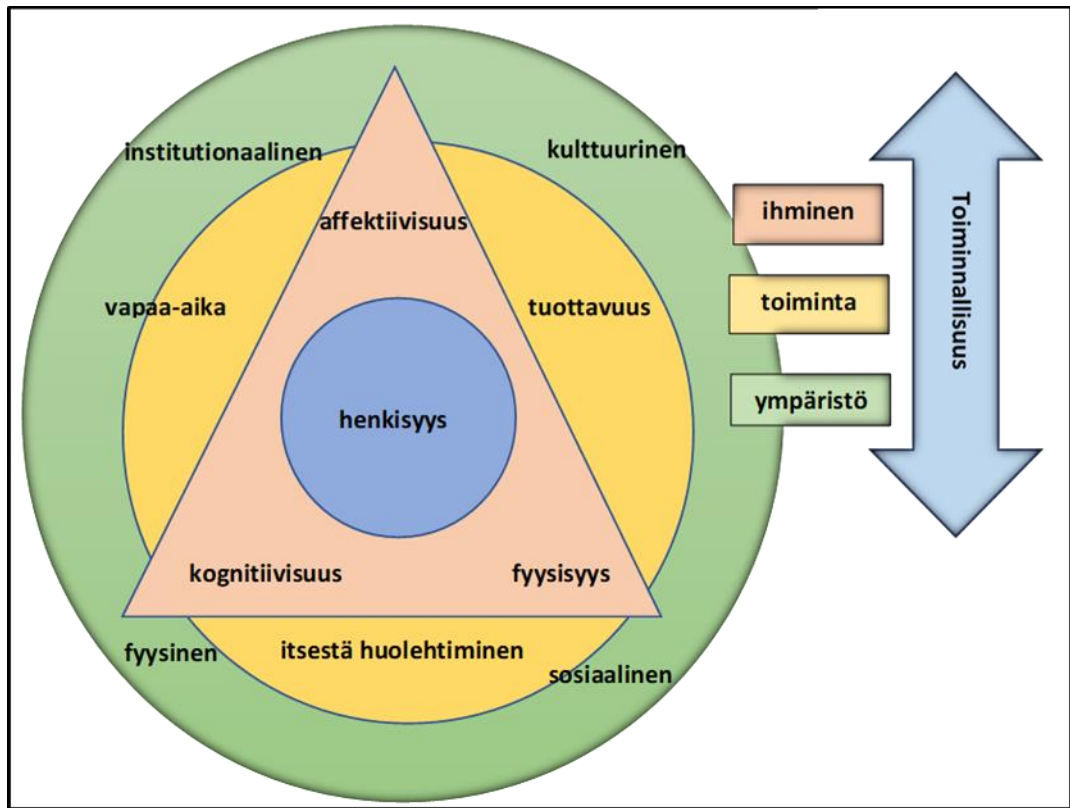 institutionaalinen
kulttuurinen
affektiivisuus
vapaa-aika
tuottavuus
henkisyys
kognitiivisuus
fyysisyys
fyysinen
itsestä huolehtiminen
sosiaalinen
ihminen
toiminta
ympäristö
Toiminnallisuus